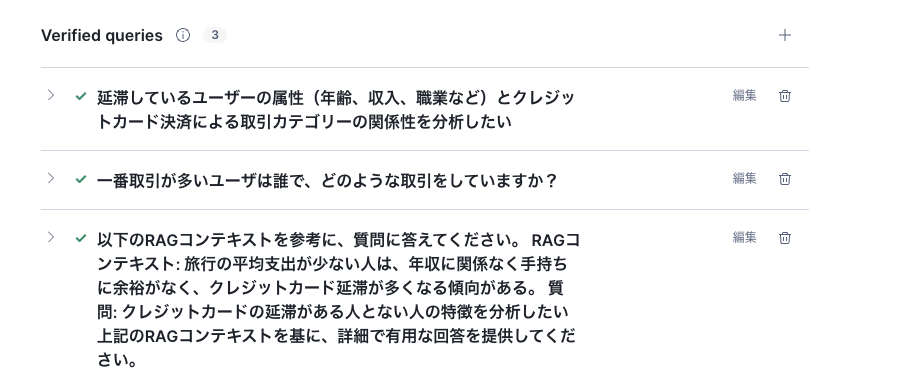 Verified queries 3
延滞しているユーザーの属性（年齢、収入、職業など）とクレジッ 編集
トカード決済による取引カテゴリーの関係性を分析したい
一番取引が多いユーザは誰で、どのような取引をしていますか？ 編集
以下のRAGコンテキストを参考に、質問に答えてください。 RAGコ 編集
ンテキスト: 旅行の平均支出が少ない人は、年収に関係なく手持ち
に余裕がなく、クレジットカード延滞が多くなる傾向がある。 質
問: クレジットカードの延滞がある人とない人の特徴を分析したい
上記のRAGコンテキストを基に、詳細で有用な回答を提供してくだ
さい。